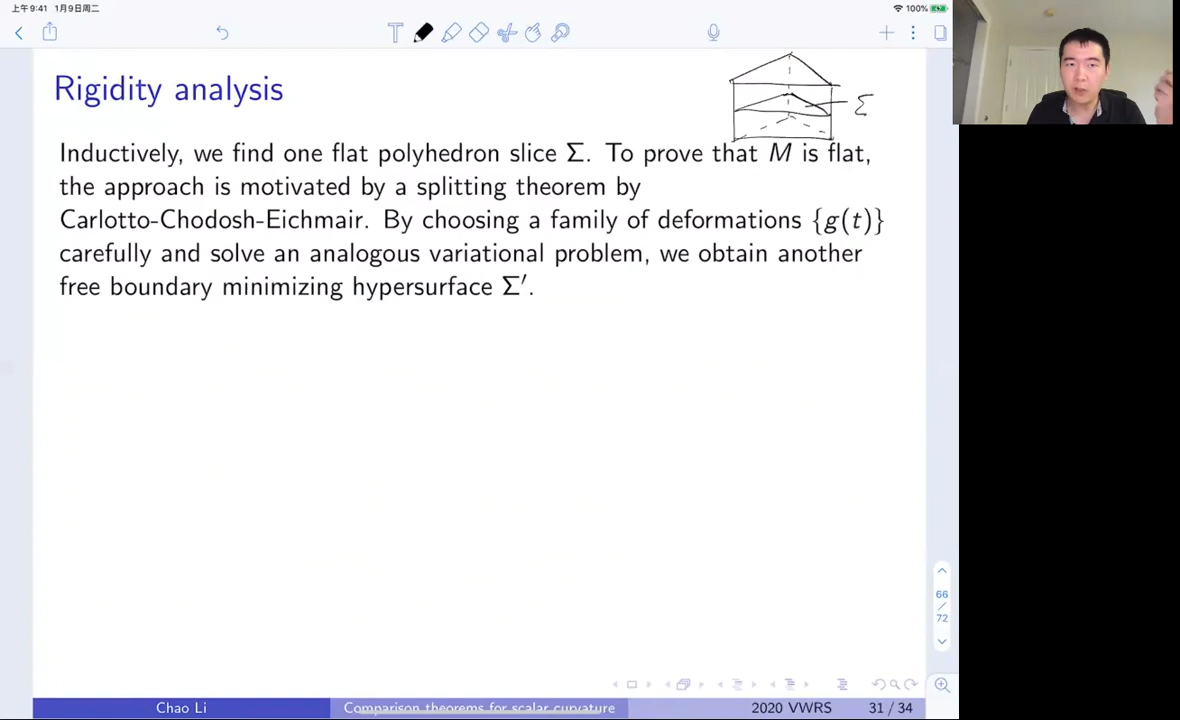 上午9:41 1月9日周二
100%
Rigidity analysis
Σ
Inductively, we find one flat polyhedron slice Σ. To prove that M is flat,
the approach is motivated by a splitting theorem by
Carlotto-Chodosh-Eichmair. By choosing a family of deformations {g(t)}
carefully and solve an analogous variational problem, we obtain another
free boundary minimizing hypersurface Σ′.
66
/
72
Chao Li Comparison theorems for scalar curvature 2020 VWRS 31 / 34